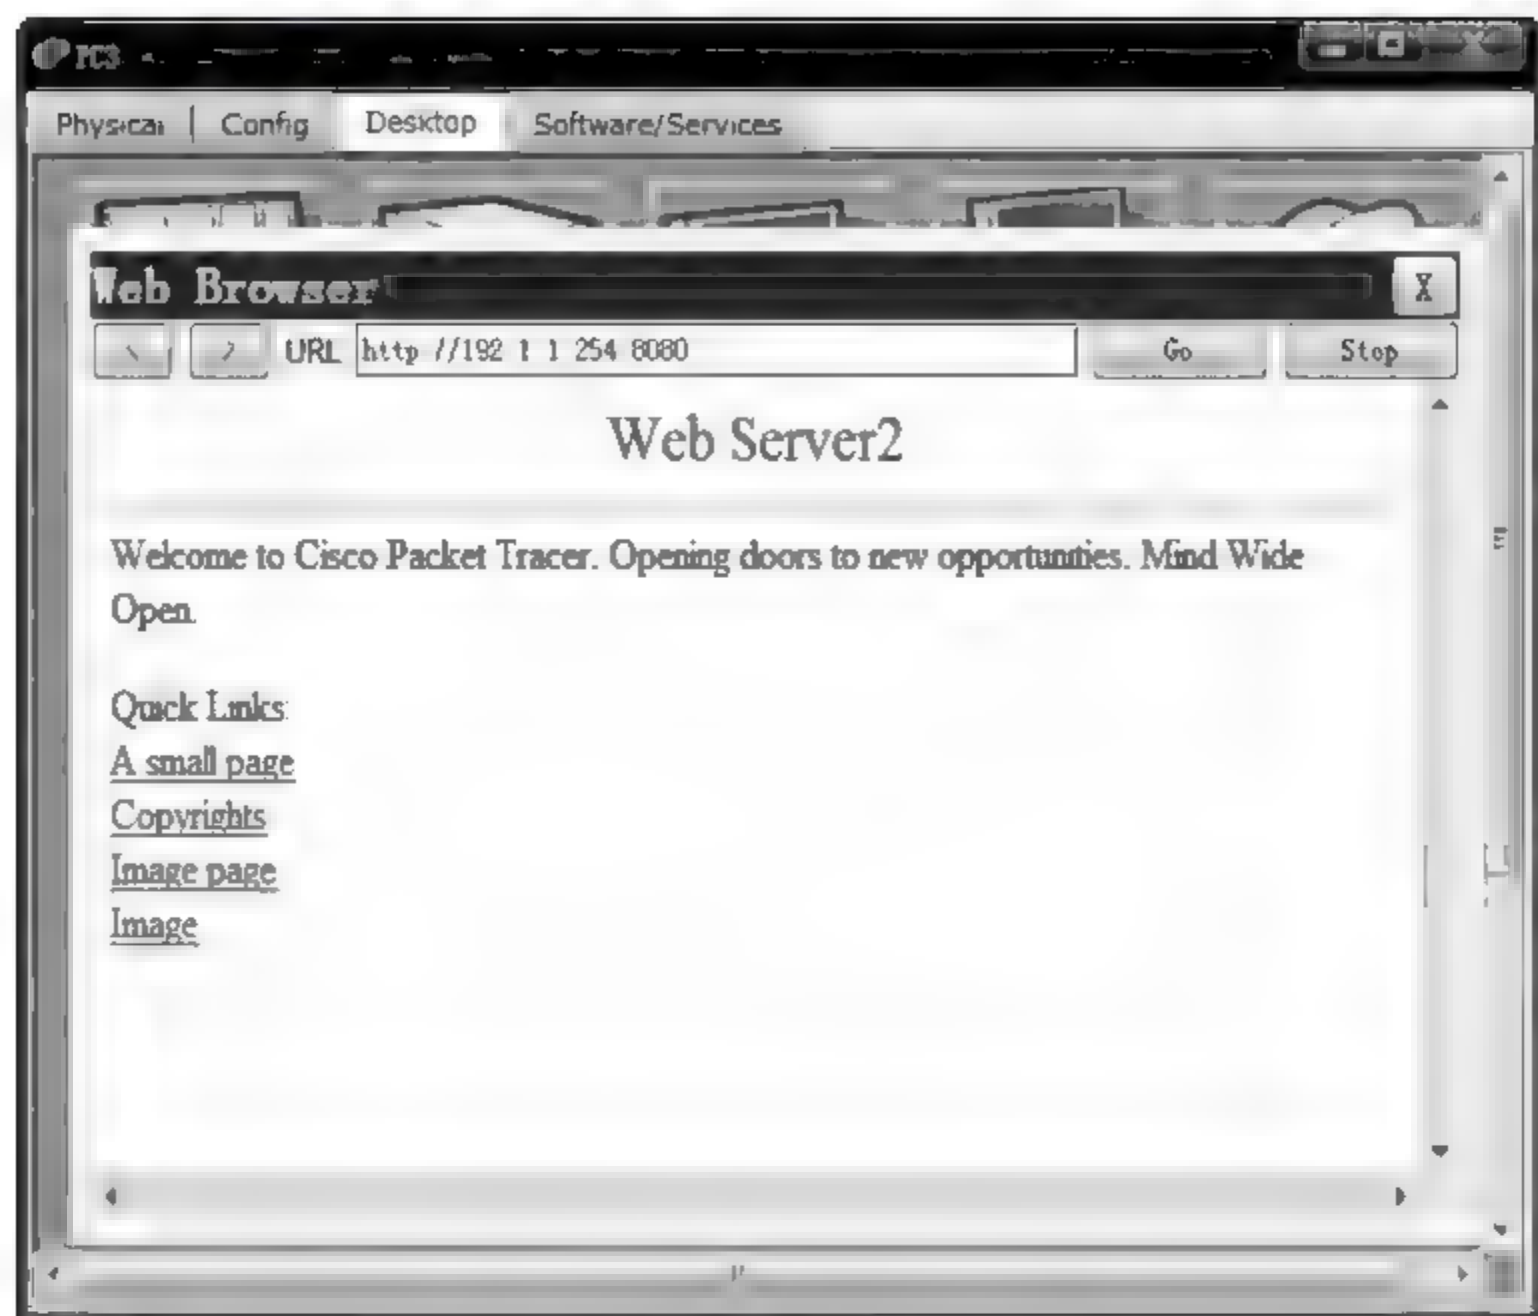 PC3
Physical Config Desktop Software/Services
Web Browser
X
< > URL http //192 1 1 254 8080 Go Stop
Web Server2
Welcome to Cisco Packet Tracer. Opening doors to new opportunities. Mind Wide
Open.
Quick Links:
A small page
Copyrights
Image page
Image